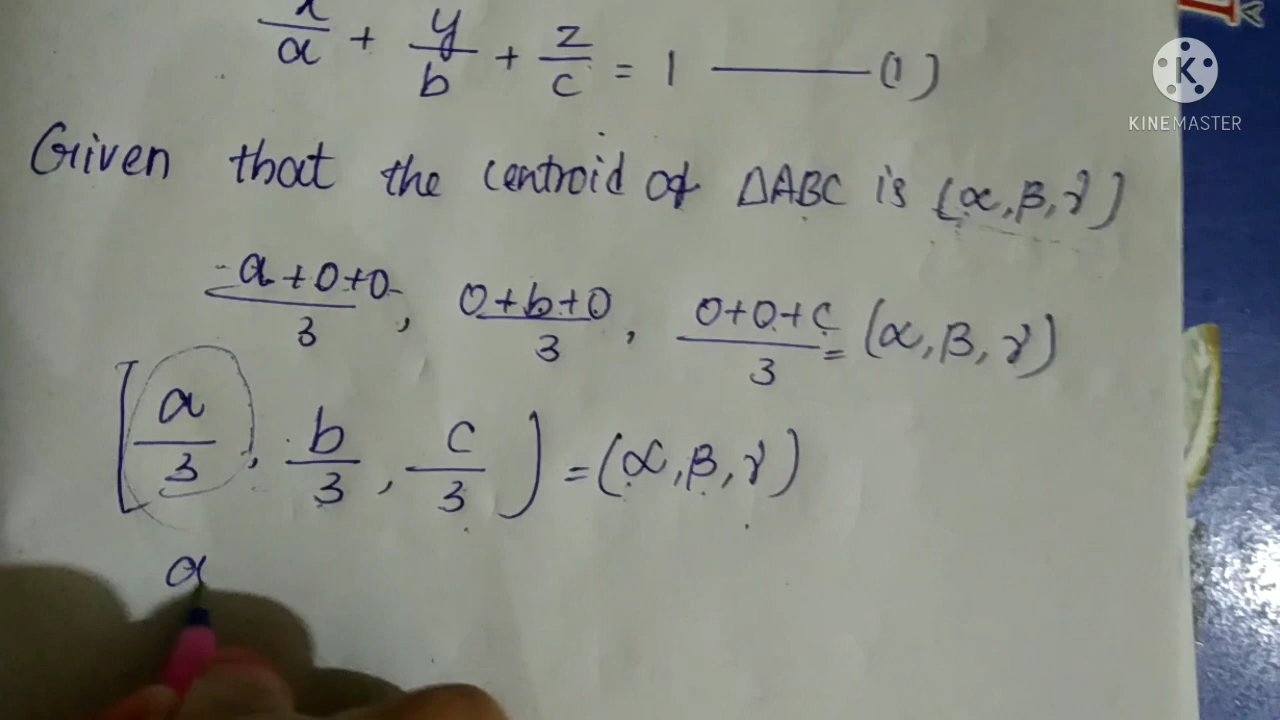 x/a + y/b + z/c = 1 ——— (1)
K
KINEMASTER
Given that the centroid of ΔABC is (α, β, γ)
a+0+0/3, 0+b+0/3, 0+0+c/3 = (α, β, γ)
[a/3, b/3, c/3) = (α, β, γ)
a